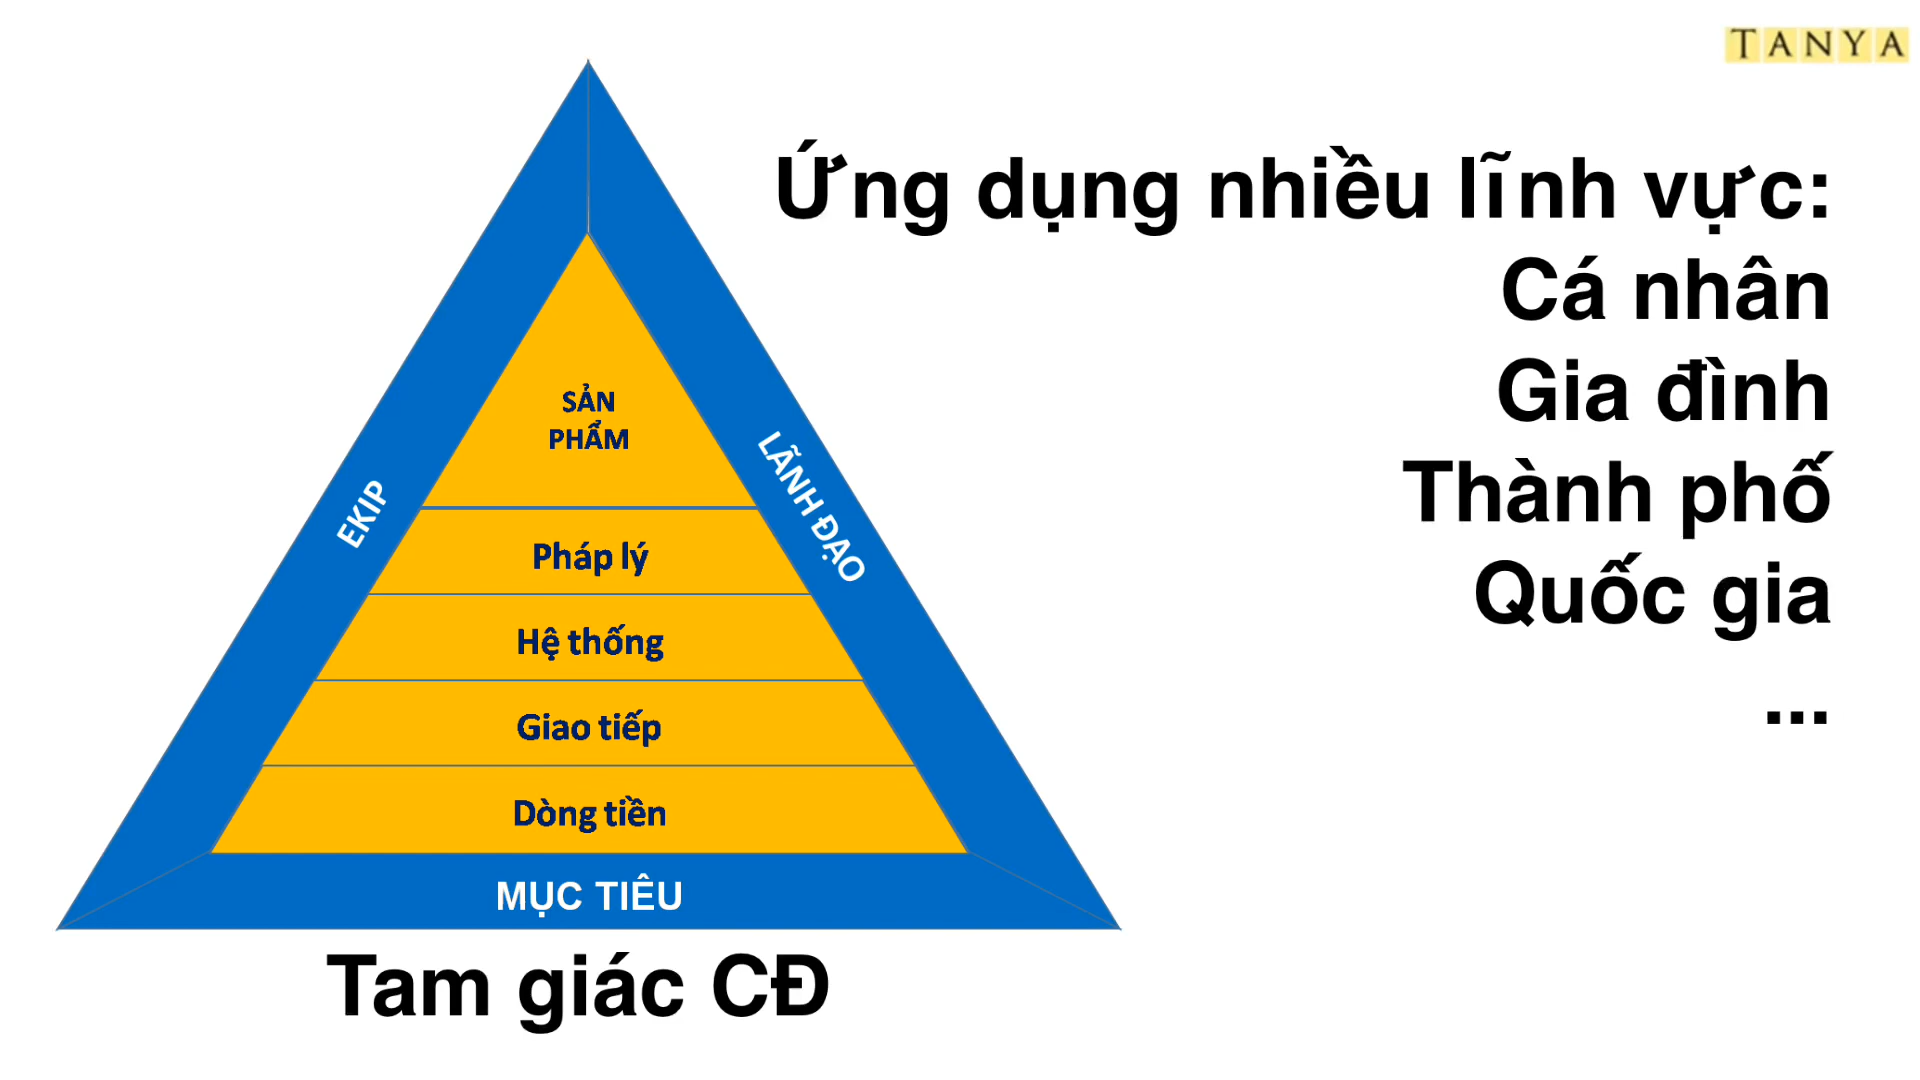 TANYA
Ứng dụng nhiều lĩnh vực:
Cá nhân
Gia đình
Thành phố
Quốc gia
...
SẢN
PHẨM
EKIP
LÃNH ĐẠO
Pháp lý
Hệ thống
Giao tiếp
Dòng tiền
MỤC TIÊU
Tam giác CĐ